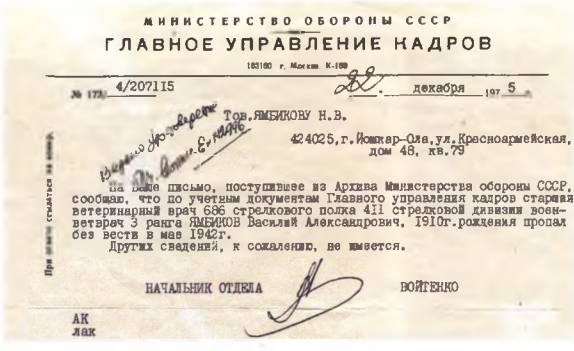 МИНИСТЕРСТВО ОБОРОНЫ СССР
ГЛАВНОЕ УПРАВЛЕНИЕ КАДРОВ
103160 г. Москва К-160
№ 173/ 4/207115
22 декабря 1975
Тов. ЯМБИКОВУ Н.В.
424025, г. Йошкар-Ола, ул. Красноармейская,
дом 48, кв. 79
При ответе ссылаться на номер.
На Ваше письмо, поступившее из Архива Министерства обороны СССР,
сообщаю, что по учетным документам Главного управления кадров старший
ветеринарный врач 686 стрелкового полка 411 стрелковой дивизии воен-
ветврач 3 ранга ЯМБИКОВ Василий Александрович, 1910г. рождения пропал
без вести в мае 1942г.
Других сведений, к сожалению, не имеется.
НАЧАЛЬНИК ОТДЕЛА ВОЙТЕНКО
АК
лак